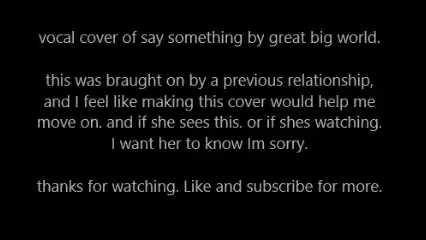 vocal cover of say something by great big world.
this was braught on by a previous relationship,
and I feel like making this cover would help me
move on. and if she sees this. or if shes watching.
I want her to know Im sorry.
thanks for watching. Like and subscribe for more.